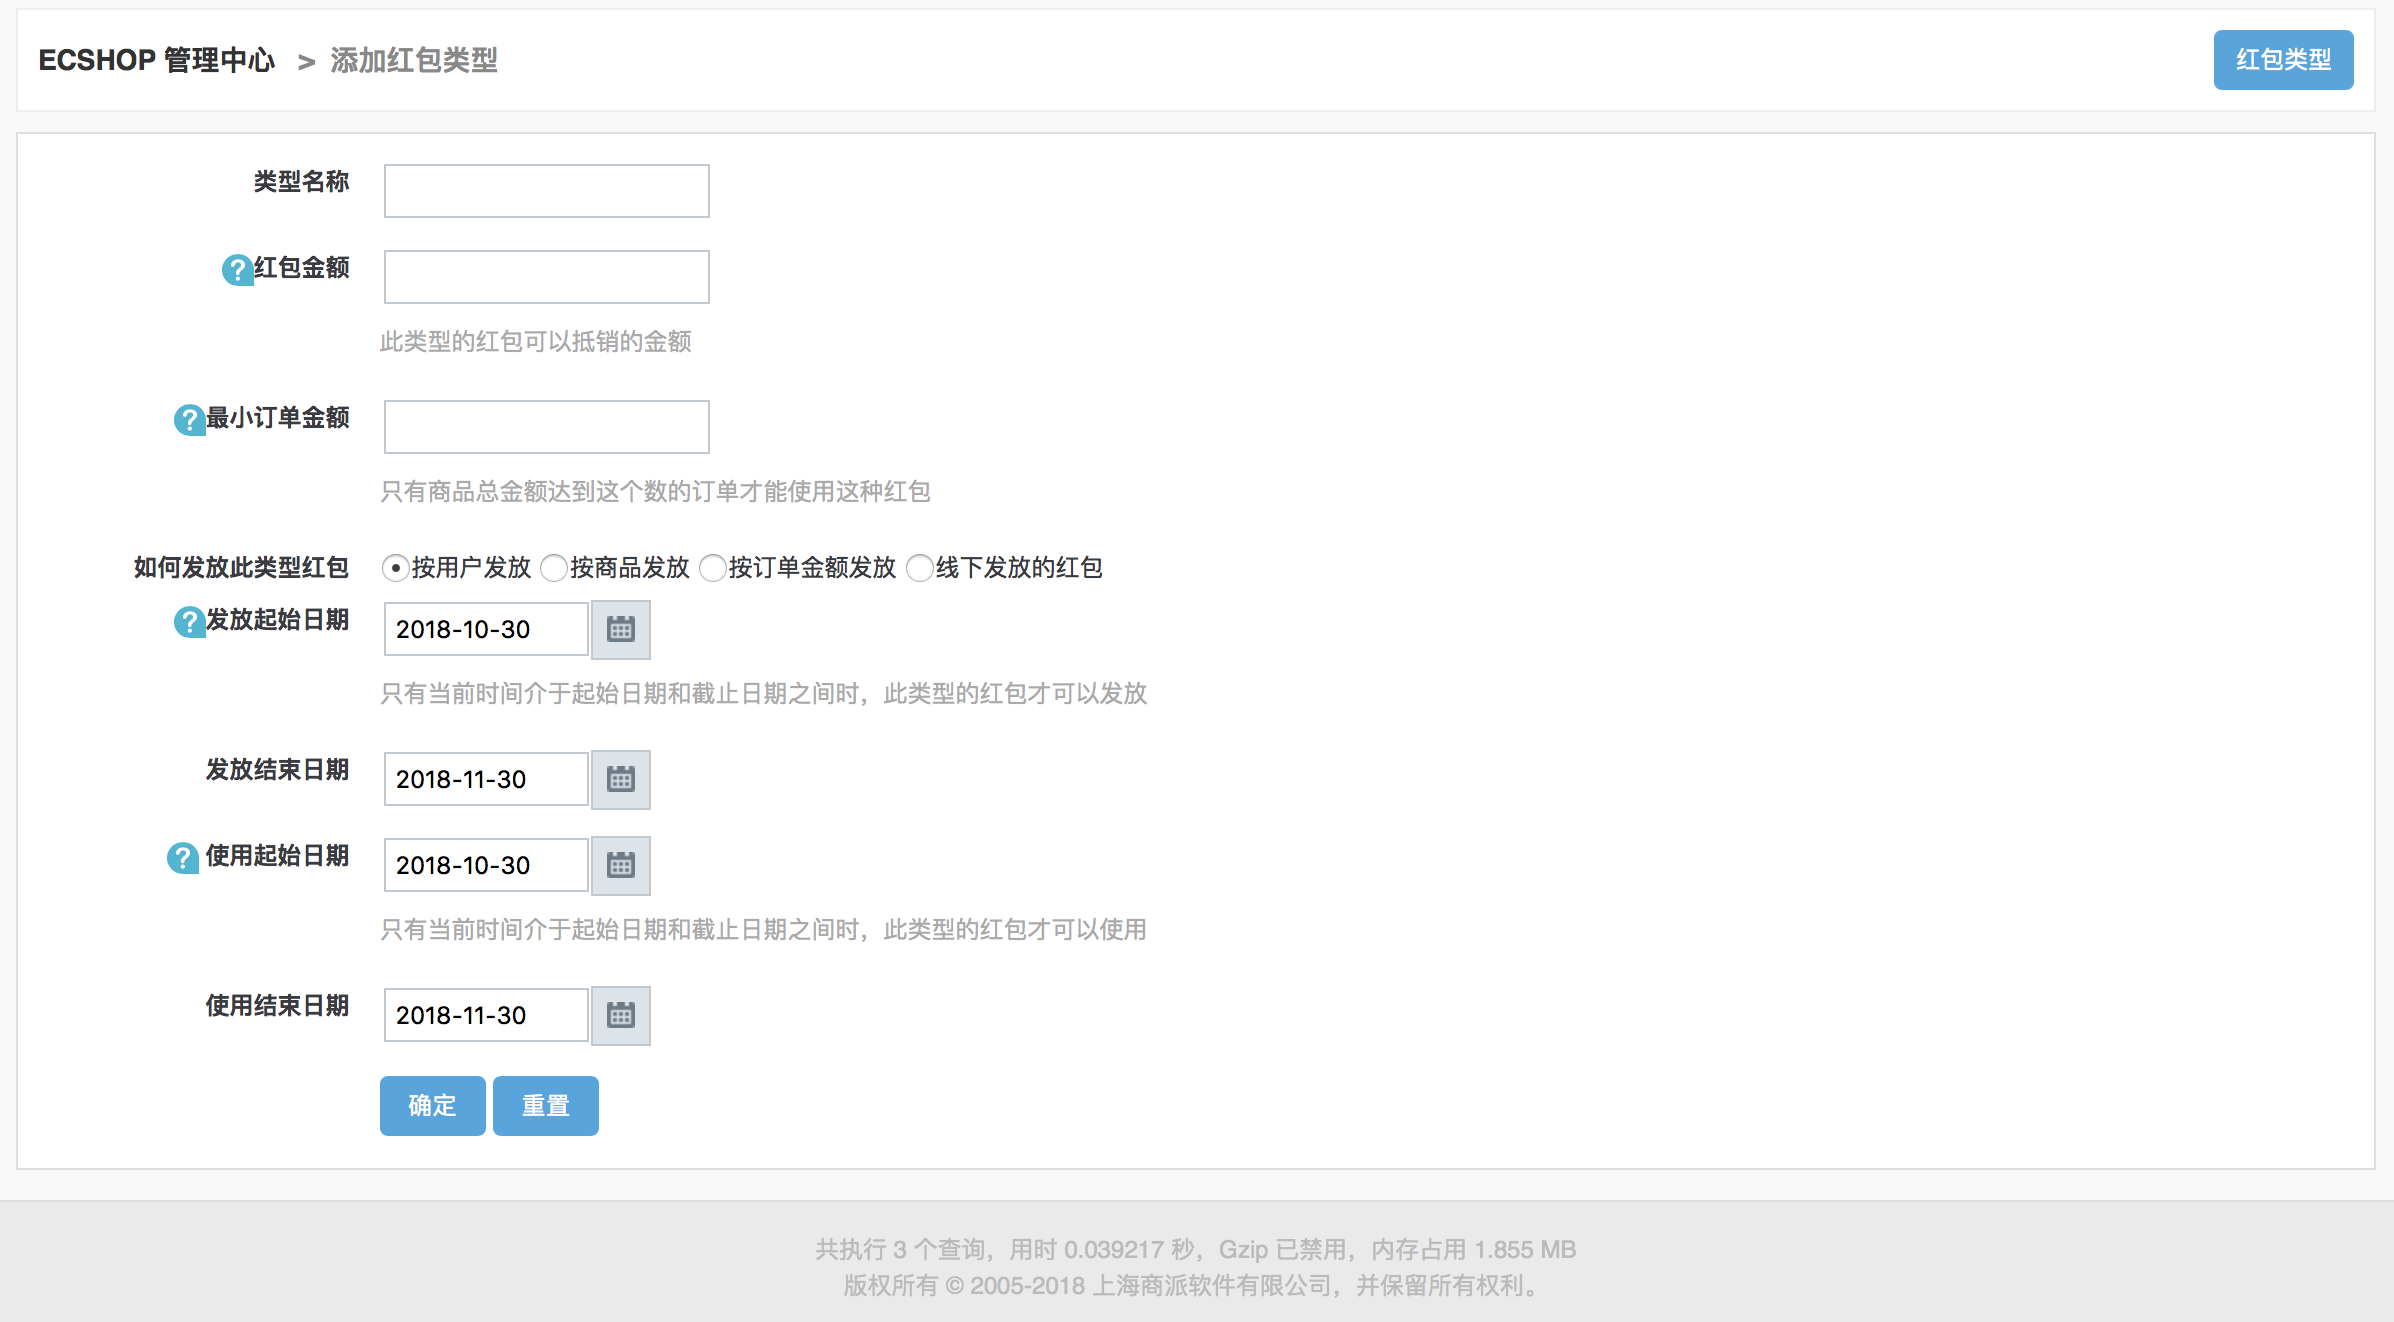 ECSHOP 管理中心 > 添加红包类型
红包类型
类型名称
?红包金额
此类型的红包可以抵销的金额
?最小订单金额
只有商品总金额达到这个数的订单才能使用这种红包
如何发放此类型红包 按用户发放 按商品发放 按订单金额发放 线下发放的红包
?发放起始日期 2018-10-30
只有当前时间介于起始日期和截止日期之间时，此类型的红包才可以发放
发放结束日期 2018-11-30
? 使用起始日期 2018-10-30
只有当前时间介于起始日期和截止日期之间时，此类型的红包才可以使用
使用结束日期 2018-11-30
确定 重置
共执行 3 个查询，用时 0.039217 秒，Gzip 已禁用，内存占用 1.855 MB
版权所有 © 2005-2018 上海商派软件有限公司，并保留所有权利。